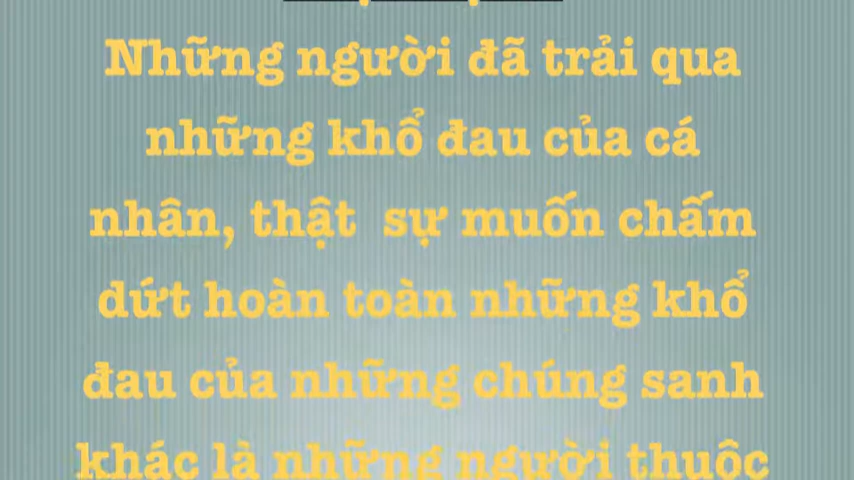 Những người đã trải qua
những khổ đau của cá
nhân, thật sự muốn chấm
dứt hoàn toàn những khổ
đau của những chúng sanh
khác là những người thuộc